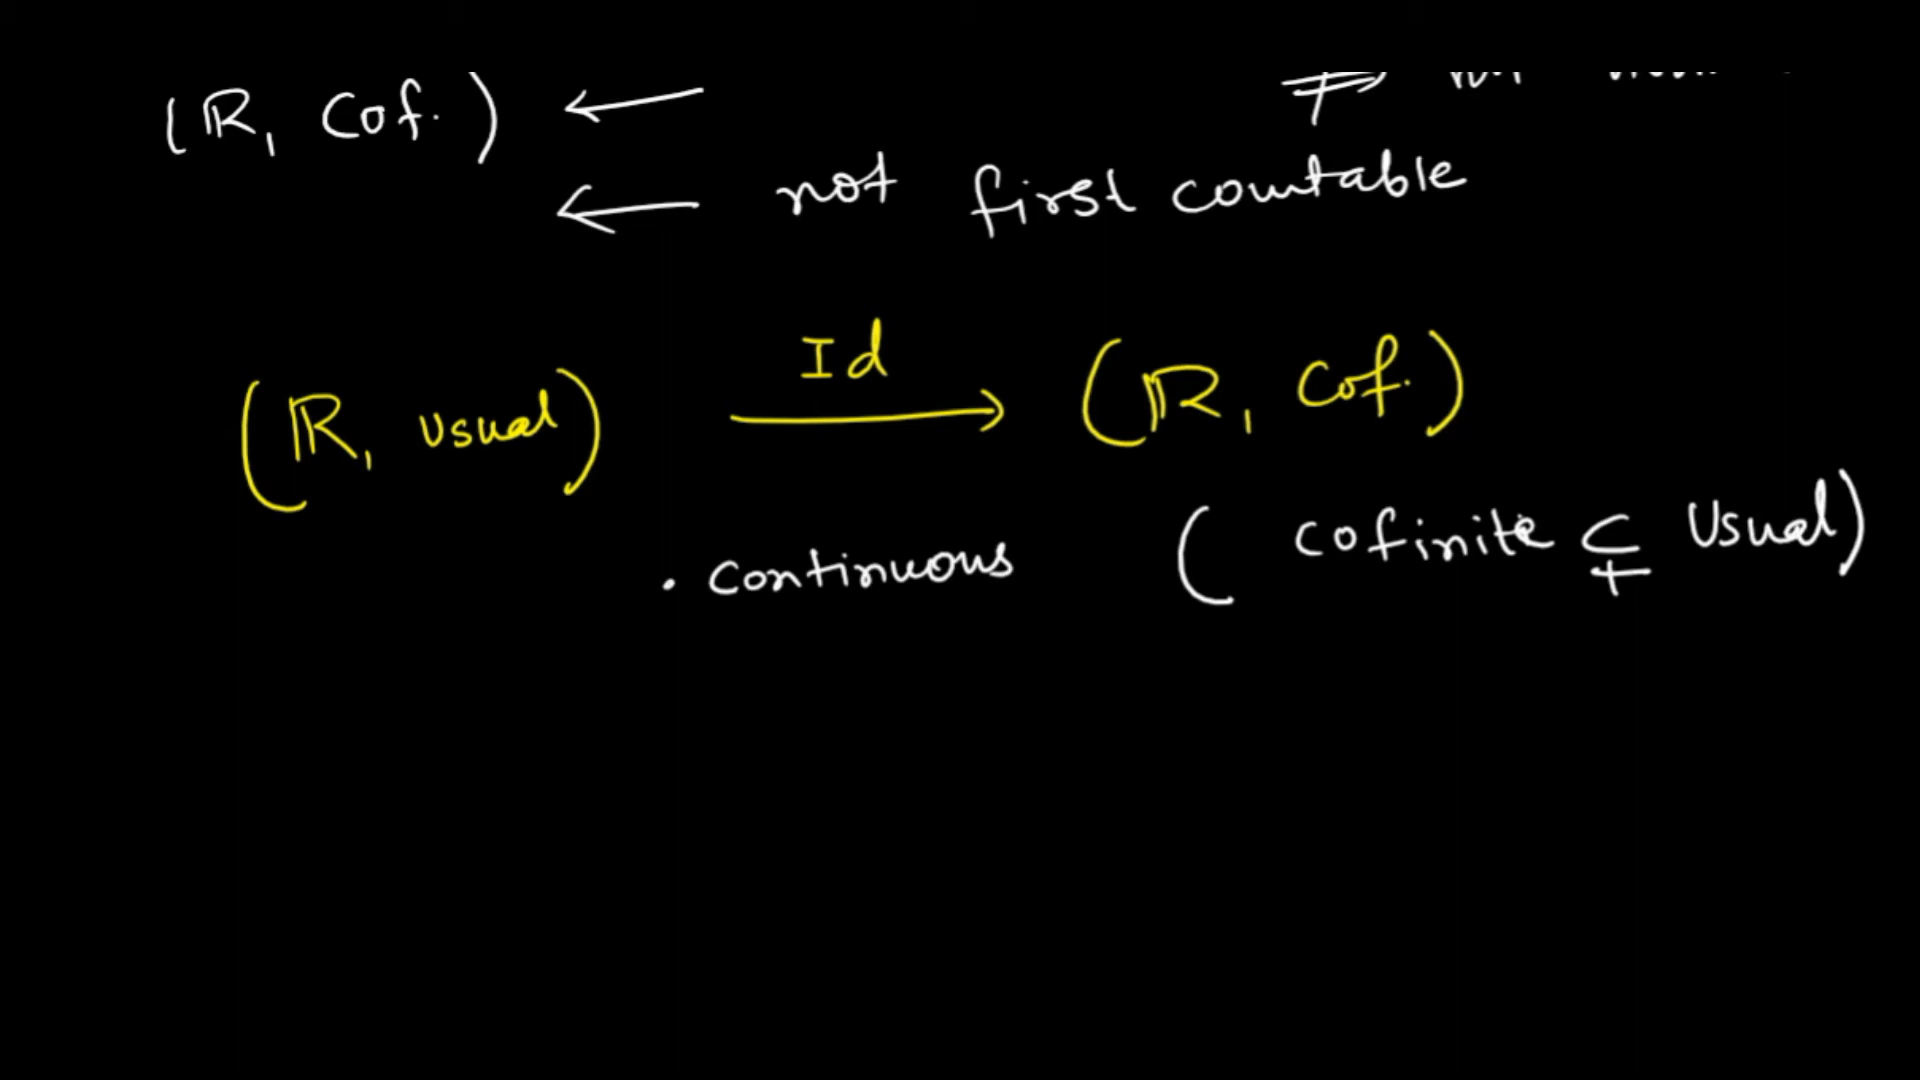 (ℝ, Cof.) ←
← not first countable
Id
(ℝ, usual) ⟶ (ℝ, Cof.)
. continuous ( cofinite ⊊ Usual)